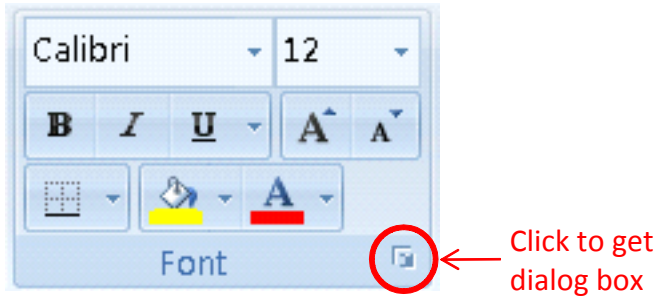 Calibri 12
B I U A A
A
Font
Click to get
dialog box